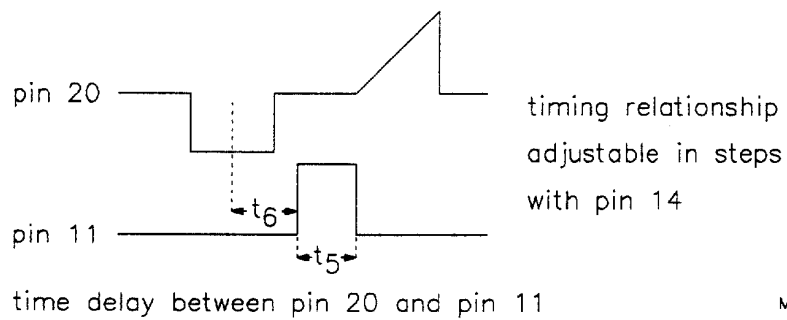 pin 20
timing relationship
adjustable in steps
with pin 14
t6
pin 11
t5
time delay between pin 20 and pin 11
M